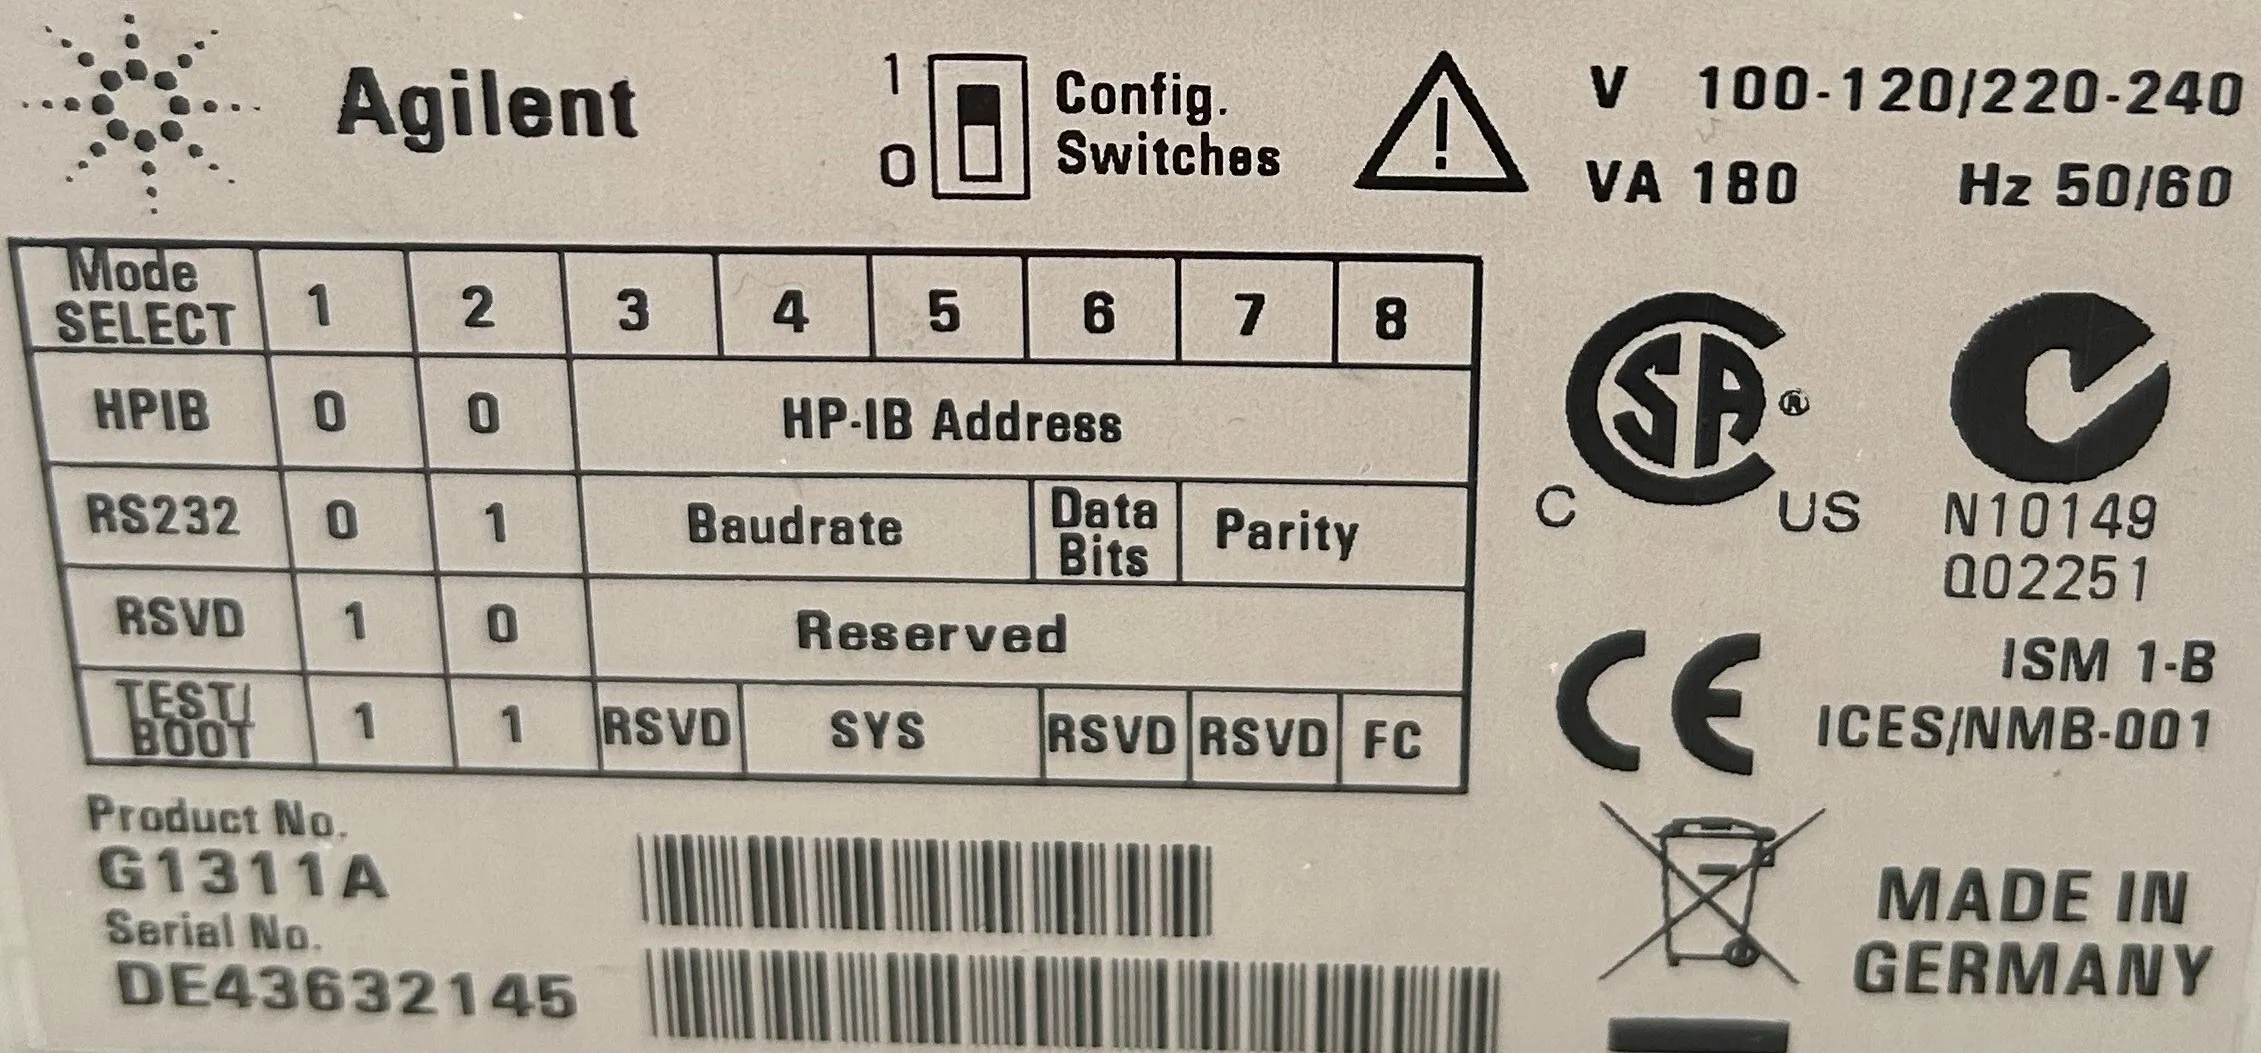 Agilent
1
0
Config.
Switches
V 100-120/220-240
VA 180 Hz 50/60
Mode SELECT 1 2 3 4 5 6 7 8
HPIB 0 0 HP-IB Address
RS232 0 1 Baudrate Data Bits Parity
RSVD 1 0 Reserved
TEST/BOOT 1 1 RSVD SYS RSVD RSVD FC
C SA ® C US
N10149
Q02251
ISM 1-B
CE ICES/NMB-001
Product No.
G1311A
Serial No.
DE43632145
MADE IN
GERMANY